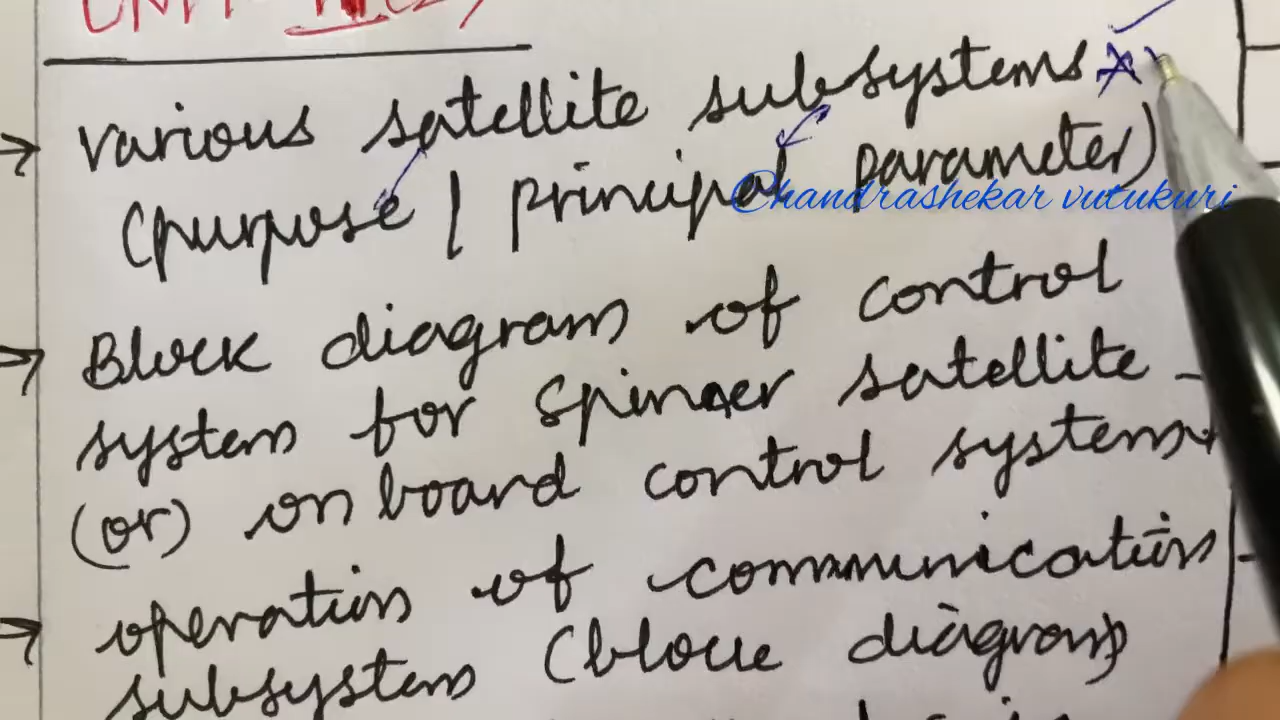 UNIT
→ various satellite subsystems
(purpose / principal parameter)
@handrashekar vutukuri
→ Block diagram of control
system for spinner satellite
(or) on board control systems
→ operation of communication
subsystem (block diagram)